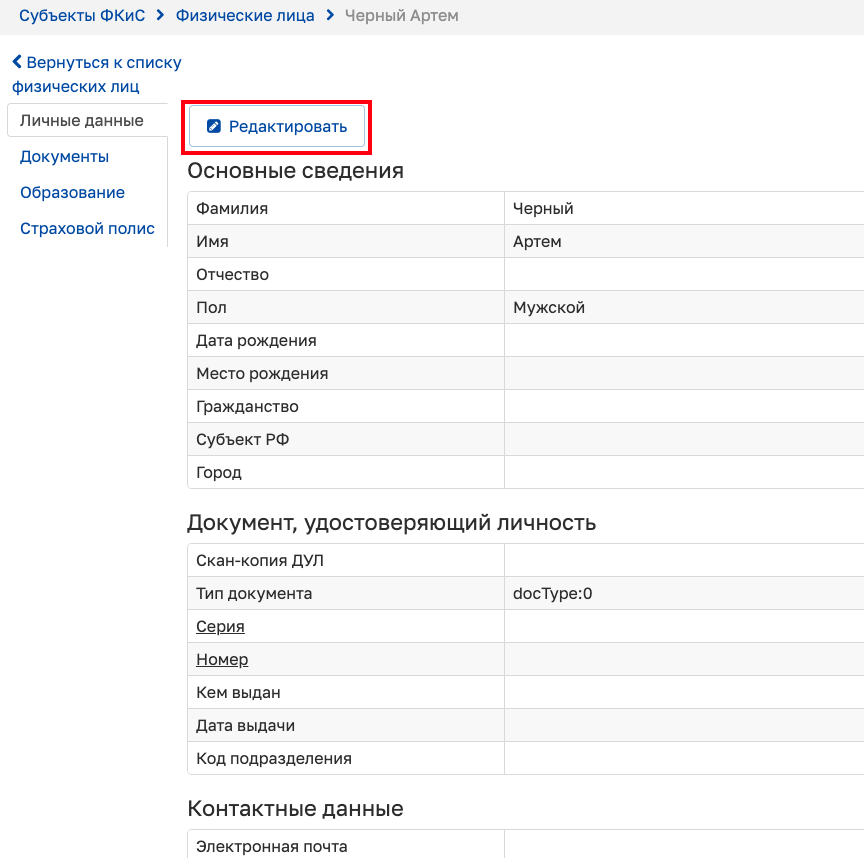 Субъекты ФКиС > Физические лица > Черный Артем
Вернуться к списку
физических лиц
Личные данные
Документы
Образование
Страховой полис
Редактировать
Основные сведения
Фамилия Черный
Имя Артем
Отчество
Пол Мужской
Дата рождения
Место рождения
Гражданство
Субъект РФ
Город
Документ, удостоверяющий личность
Скан-копия ДУЛ
Тип документа docType:0
Серия
Номер
Кем выдан
Дата выдачи
Код подразделения
Контактные данные
Электронная почта